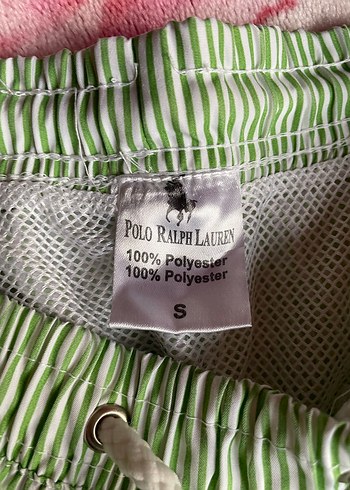 POLO RALPH LAUREN
100% Polyester
100% Polyester
S